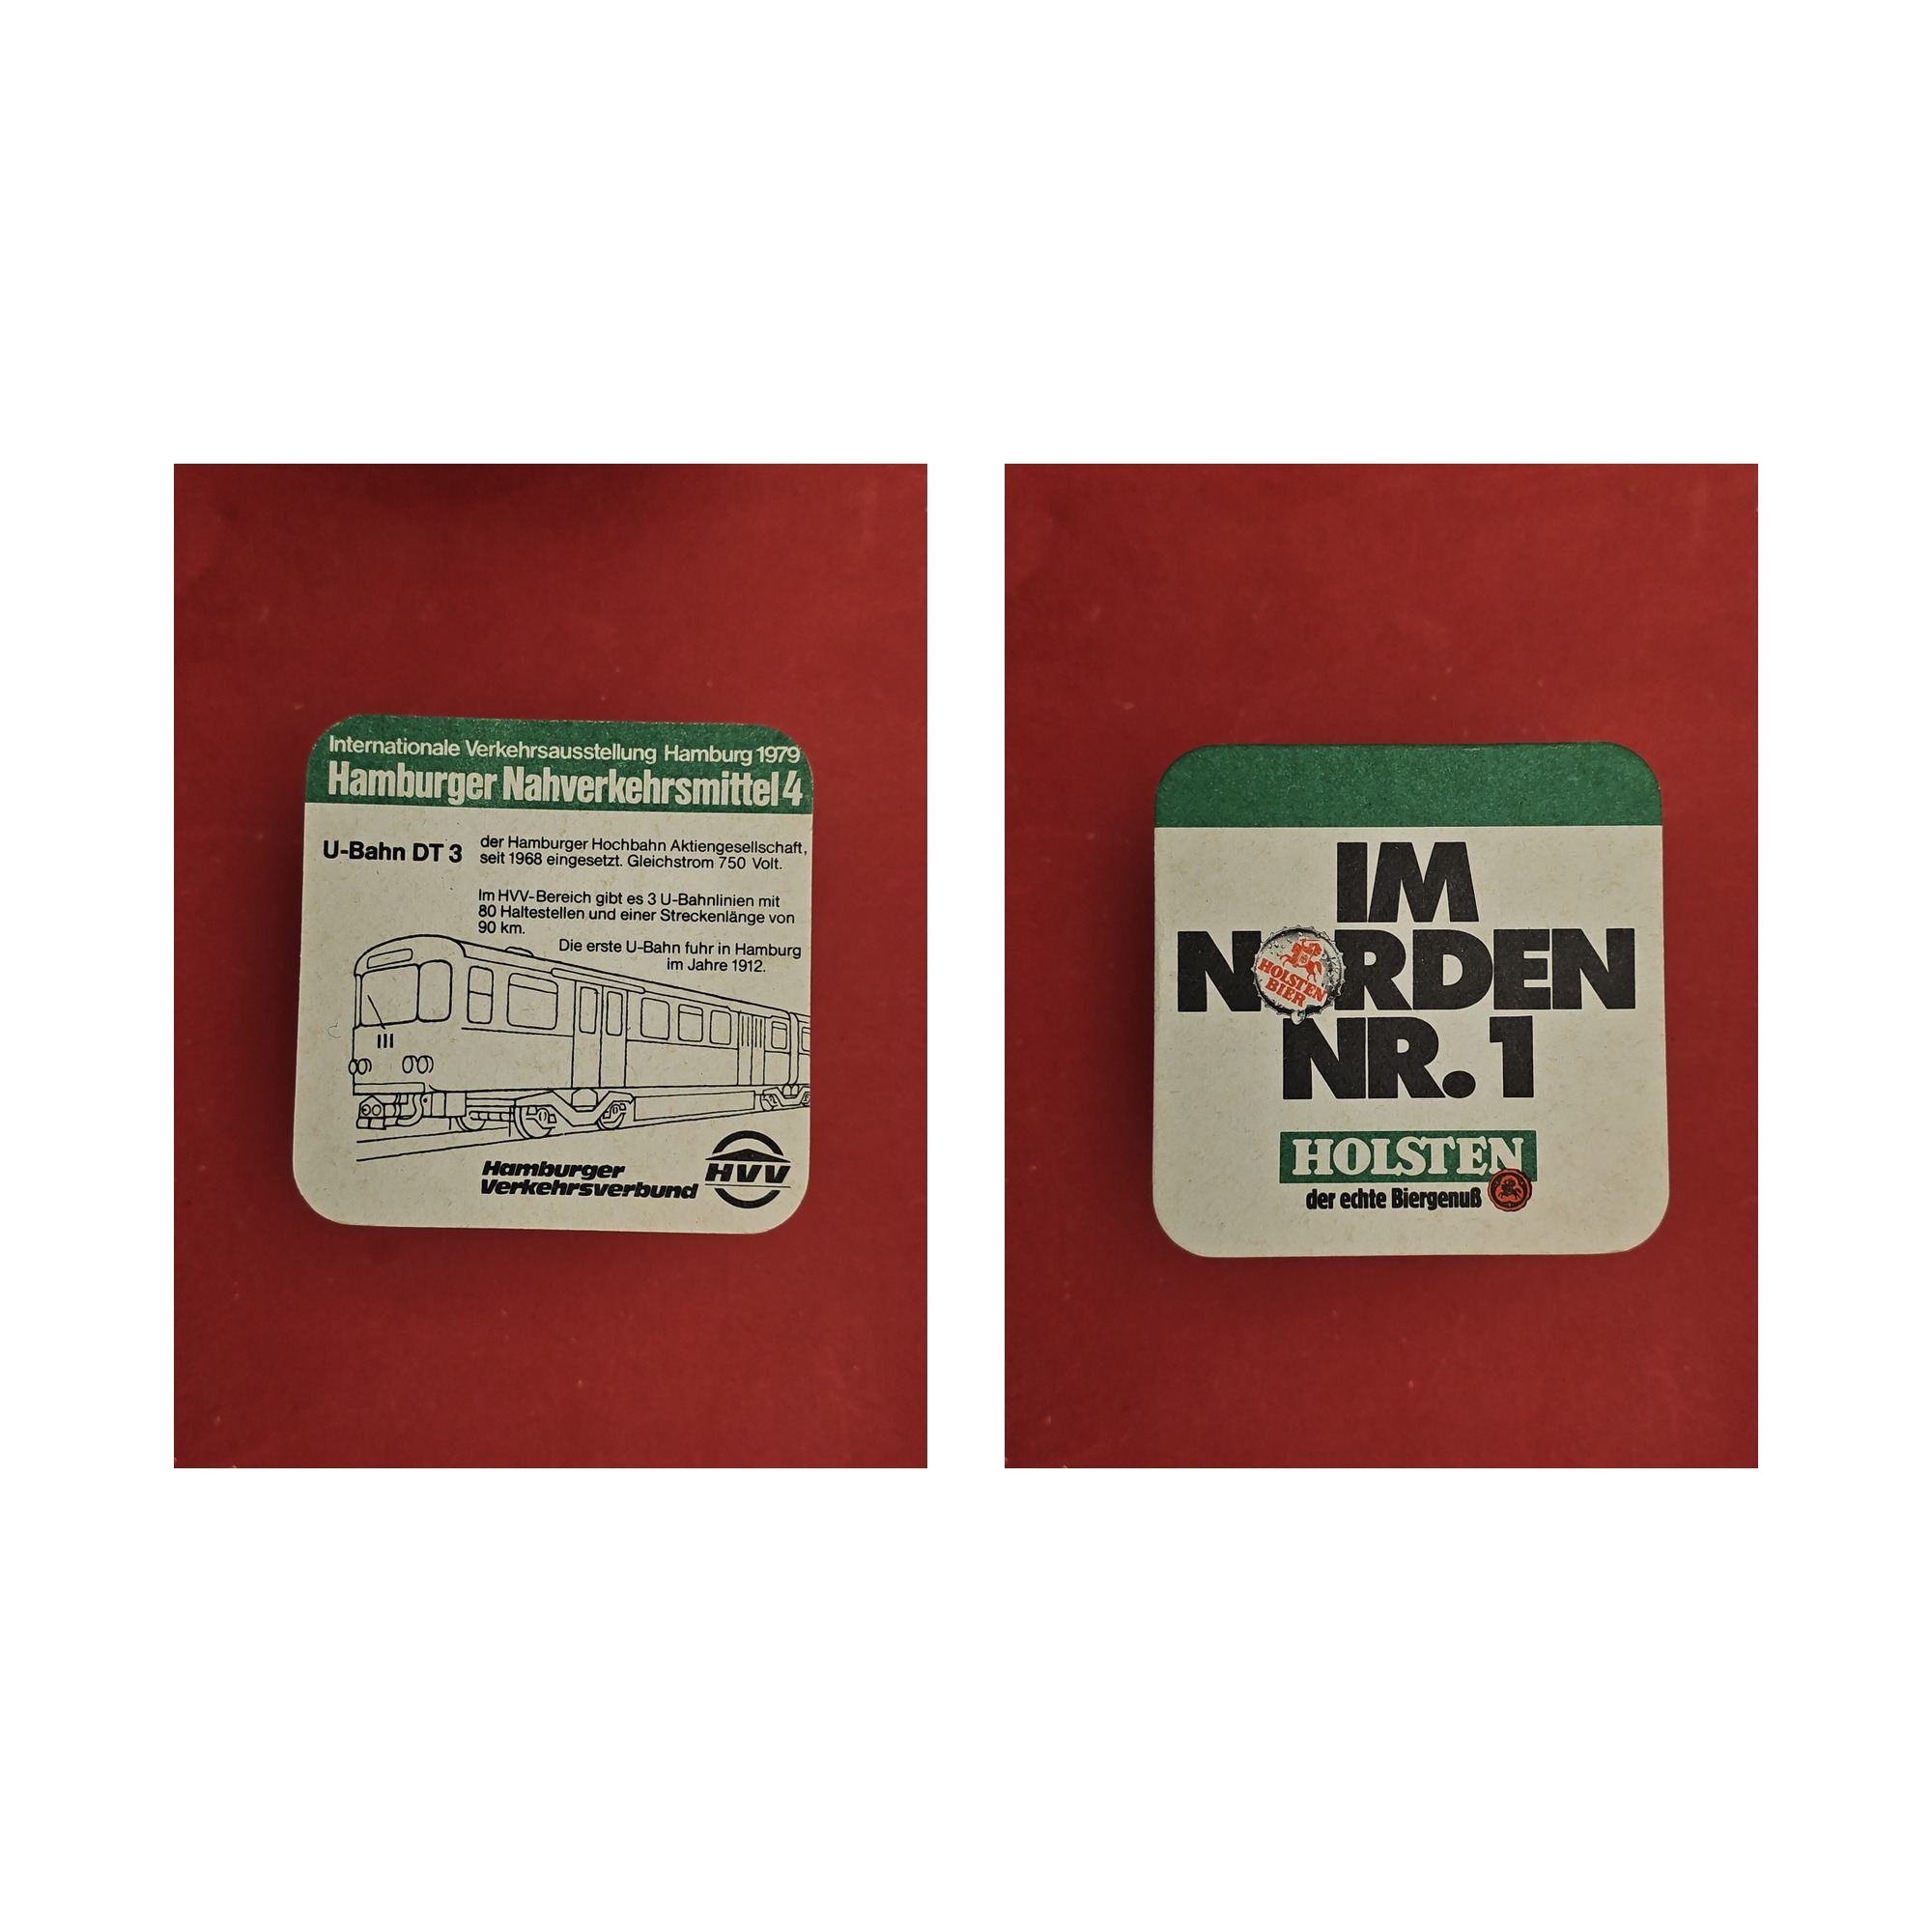 Internationale Verkehrsausstellung Hamburg 1979
Hamburger Nahverkehrsmittel 4
U-Bahn DT 3
der Hamburger Hochbahn Aktiengesellschaft,
seit 1968 eingesetzt. Gleichstrom 750 Volt.
Im HVV-Bereich gibt es 3 U-Bahnlinien mit
80 Haltestellen und einer Streckenlänge von
90 km.
Die erste U-Bahn fuhr in Hamburg
im Jahre 1912.
Hamburger
Verkehrsverbund
HVV
IM
NORDEN
HOLSTEN
BIER
NR. 1
HOLSTEN
der echte Biergenuß